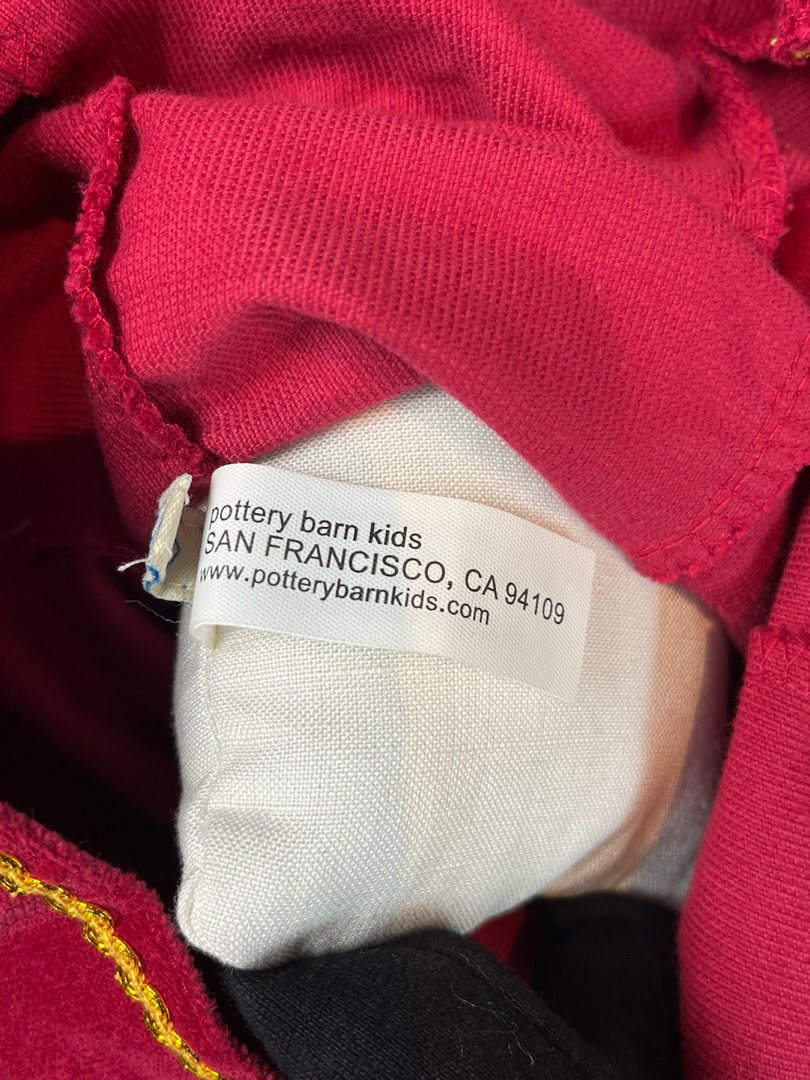 pottery barn kids
SAN FRANCISCO, CA 94109
www.potterybarnkids.com